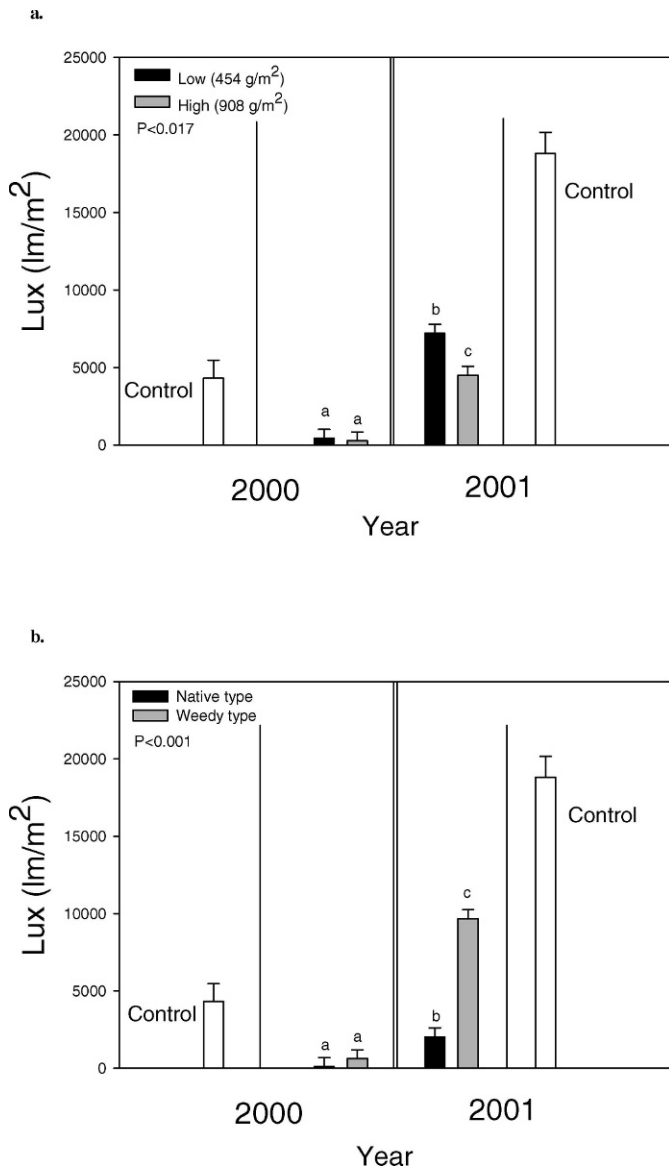 a.
25000
Low (454 g/m²)
High (908 g/m²)
P<0.017
20000
Control
15000
Lux (lm/m²)
10000
b
c
5000
Control
a a
0
2000 2001
Year
b.
25000
Native type
Weedy type
P<0.001
20000
Control
15000
Lux (lm/m²)
10000
c
5000
Control
a a b
0
2000 2001
Year